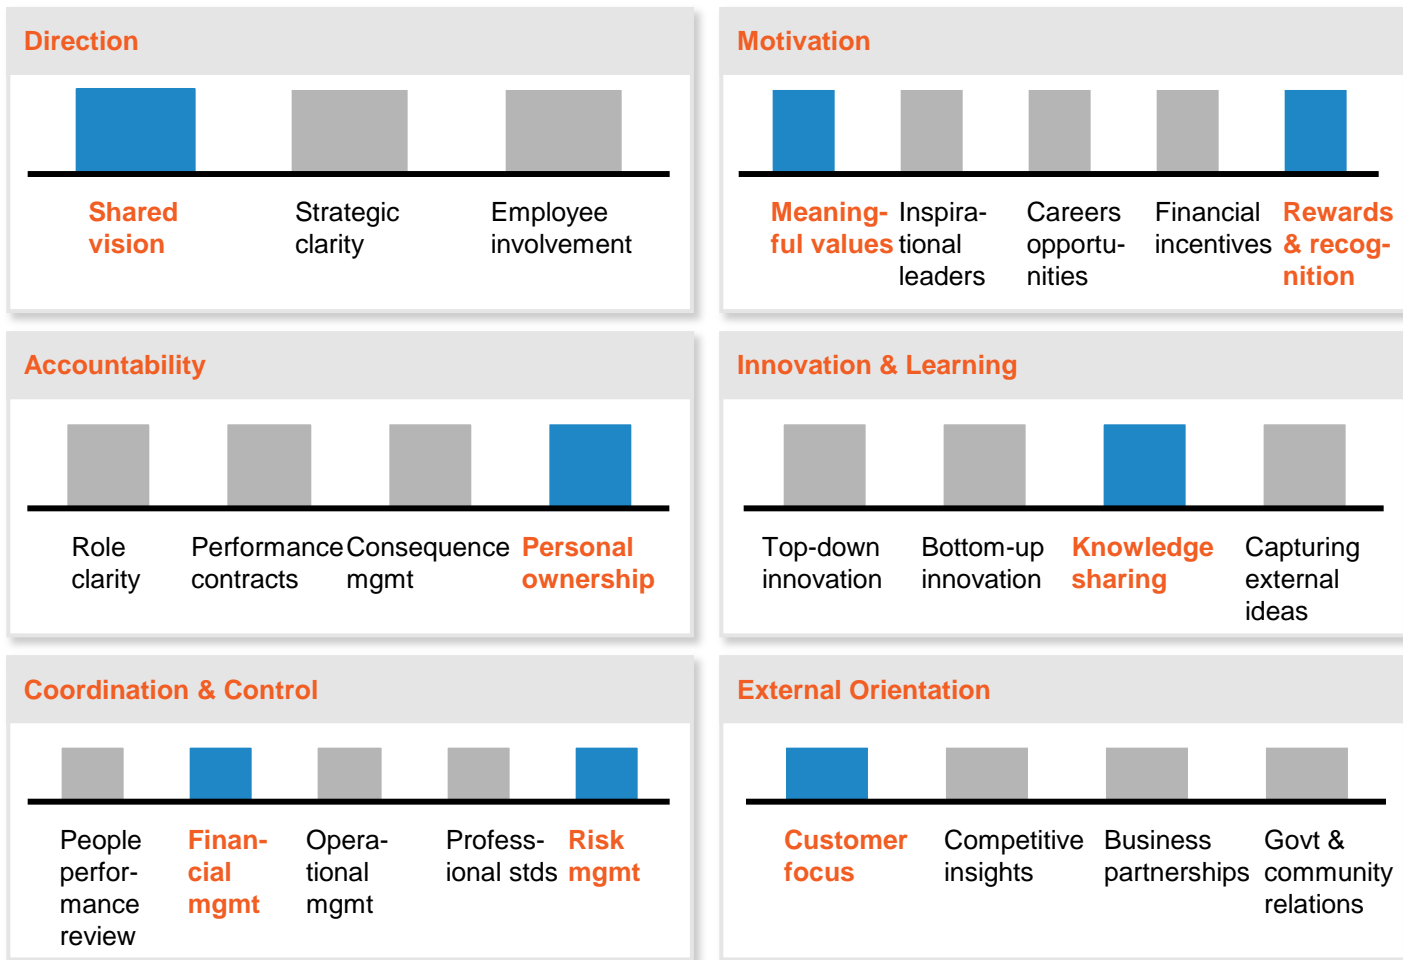 Direction
Shared
vision
Strategic
clarity
Employee
involvement
Motivation
Meaning-
ful values
Inspira-
tional
leaders
Careers
opportu-
nities
Financial
incentives
Rewards
& recog-
nition
Accountability
Role
clarity
Performance
contracts
Consequence
mgmt
Personal
ownership
Innovation & Learning
Top-down
innovation
Bottom-up
innovation
Knowledge
sharing
Capturing
external
ideas
Coordination & Control
People
perfor-
mance
review
Finan-
cial
mgmt
Opera-
tional
mgmt
Profess-
ional stds
Risk
mgmt
External Orientation
Customer
focus
Competitive
insights
Business
partnerships
Govt &
community
relations